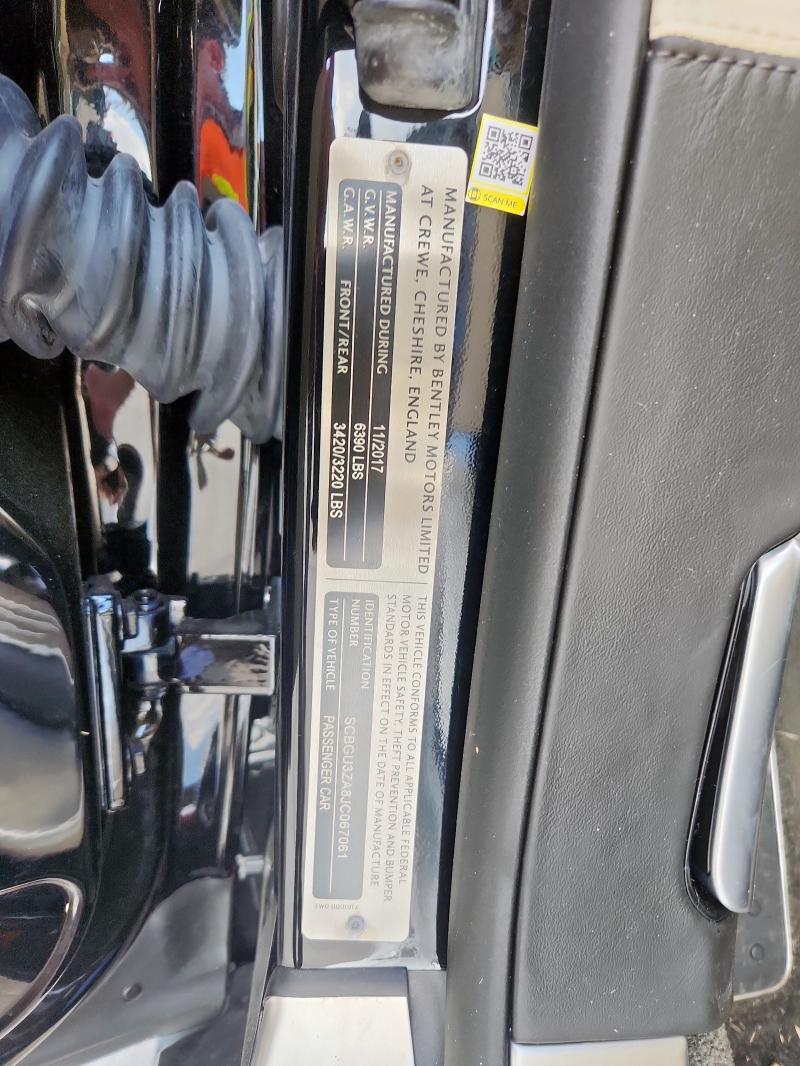 MANUFACTURED BY BENTLEY MOTORS LIMITED
AT CREWE, CHESHIRE, ENGLAND
MANUFACTURED DURING 11/2017
G.V.W.R. 6390 LBS
G.A.W.R. FRONT/REAR 3420/3220 LBS
THIS VEHICLE CONFORMS TO ALL APPLICABLE FEDERAL
MOTOR VEHICLE SAFETY, THEFT PREVENTION AND BUMPER
STANDARDS IN EFFECT ON THE DATE OF MANUFACTURE
IDENTIFICATION
NUMBER SCBGU3ZA8JC067061
TYPE OF VEHICLE PASSENGER CAR
SCAN ME